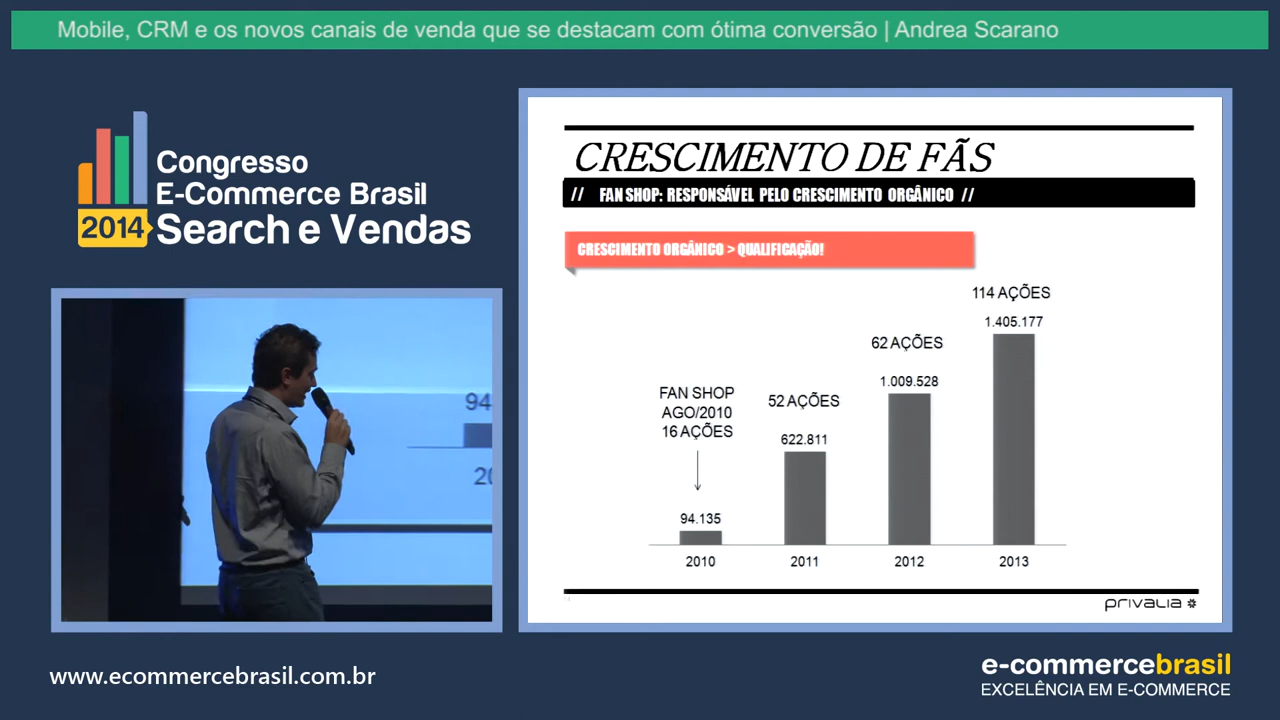 Mobile, CRM e os novos canais de venda que se destacam com ótima conversão | Andrea Scarano
Congresso
E-Commerce Brasil
2014 Search e Vendas
CRESCIMENTO DE FÃS
// FAN SHOP: RESPONSÁVEL PELO CRESCIMENTO ORGÂNICO //
CRESCIMENTO ORGÂNICO > QUALIFICAÇÃO!
114 AÇÕES
1.405.177
62 AÇÕES
1.009.528
FAN SHOP
AGO/2010
16 AÇÕES
52 AÇÕES
622.811
94.135
2010 2011 2012 2013
PRIVALIA
94
20
www.ecommercebrasil.com.br
e-commercebrasil
EXCELÊNCIA EM E-COMMERCE